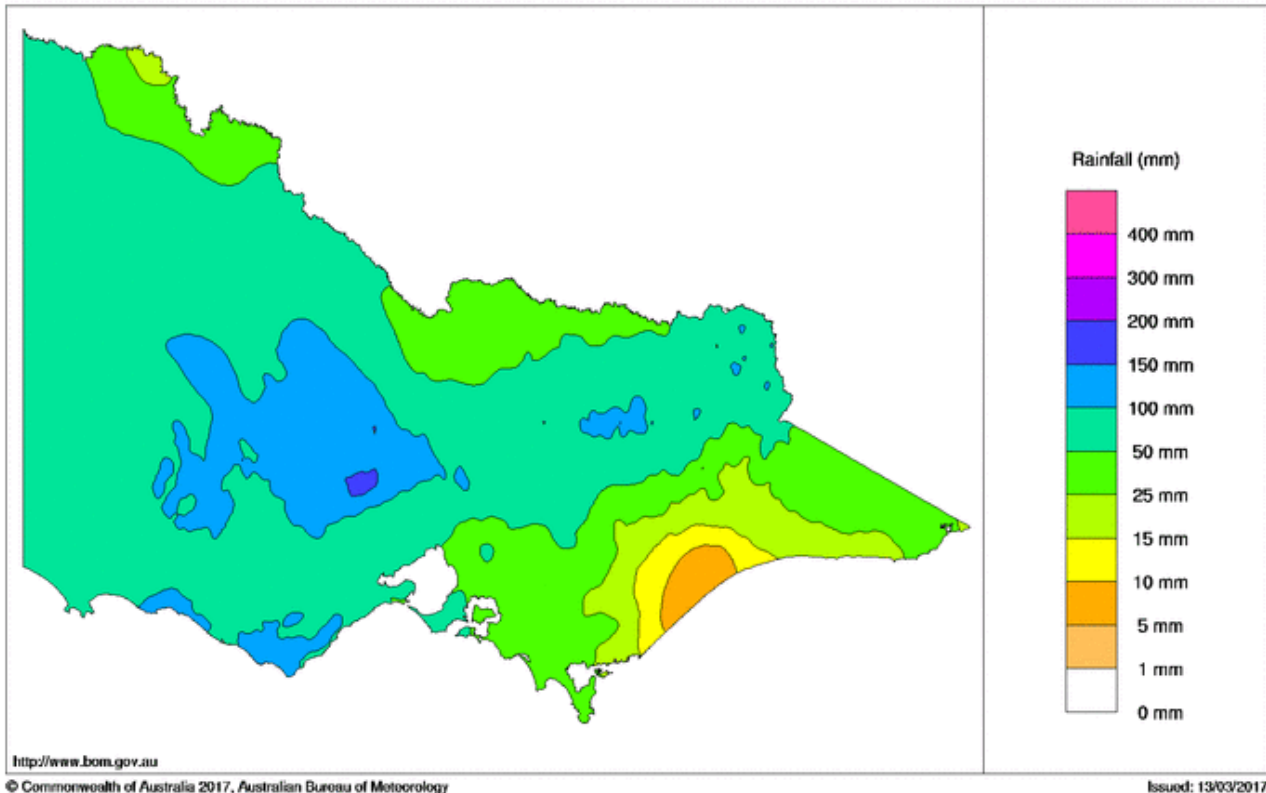 Rainfall (mm)
400 mm
300 mm
200 mm
150 mm
100 mm
50 mm
25 mm
15 mm
10 mm
5 mm
1 mm
0 mm
http://www.bom.gov.au
© Commonwealth of Australia 2017, Australian Bureau of Meteorology
Issued: 13/03/2017